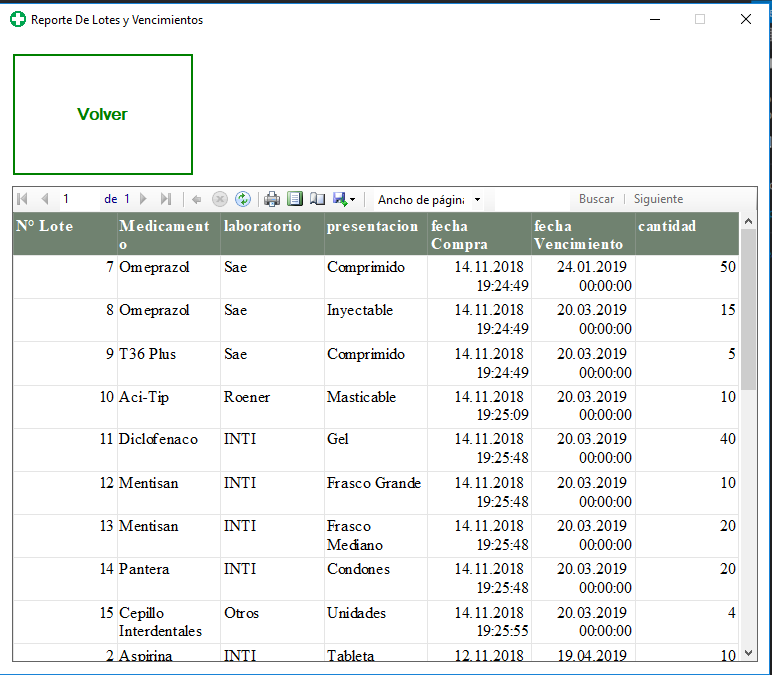 Reporte De Lotes y Vencimientos
Volver
1 de 1 Ancho de página Buscar | Siguiente
N° Lote Medicament laboratorio presentacion fecha fecha cantidad
o Compra Vencimiento
7 Omeprazol Sae Comprimido 14.11.2018 24.01.2019 50
19:24:49 00:00:00
8 Omeprazol Sae Inyectable 14.11.2018 20.03.2019 15
19:24:49 00:00:00
9 T36 Plus Sae Comprimido 14.11.2018 20.03.2019 5
19:24:49 00:00:00
10 Aci-Tip Roener Masticable 14.11.2018 20.03.2019 10
19:25:09 00:00:00
11 Diclofenaco INTI Gel 14.11.2018 20.03.2019 40
19:25:48 00:00:00
12 Mentisan INTI Frasco Grande 14.11.2018 20.03.2019 10
19:25:48 00:00:00
13 Mentisan INTI Frasco 14.11.2018 20.03.2019 20
Mediano 19:25:48 00:00:00
14 Pantera INTI Condones 14.11.2018 20.03.2019 20
19:25:48 00:00:00
15 Cepillo Otros Unidades 14.11.2018 20.03.2019 4
Interdentales 19:25:55 00:00:00
2 Aspirina INTI Tableta 12.11.2018 19.04.2019 10